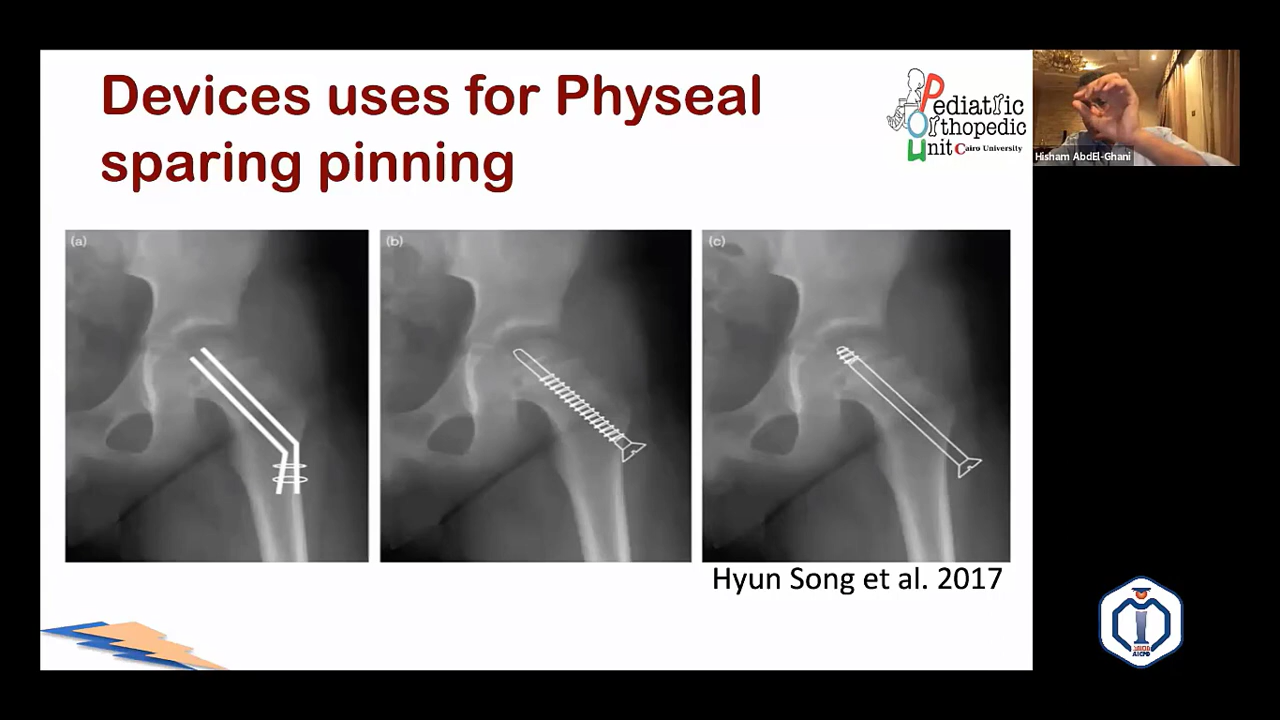 Devices uses for Physeal
sparing pinning
Pediatric
Orthopedic
Unit Cairo University
Hisham AbdEl-Ghani
(a)
(b)
(c)
Hyun Song et al. 2017